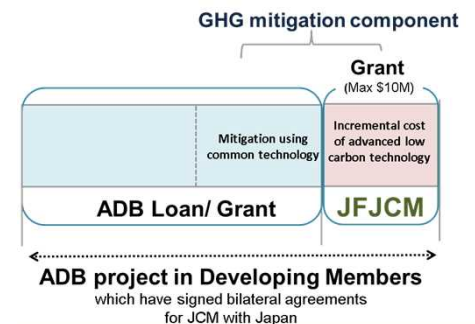 GHG mitigation component
Grant
(Max $10M)
Mitigation using
common technology
Incremental cost
of advanced low
carbon technology
ADB Loan/ Grant
JFJCM
ADB project in Developing Members
which have signed bilateral agreements
for JCM with Japan